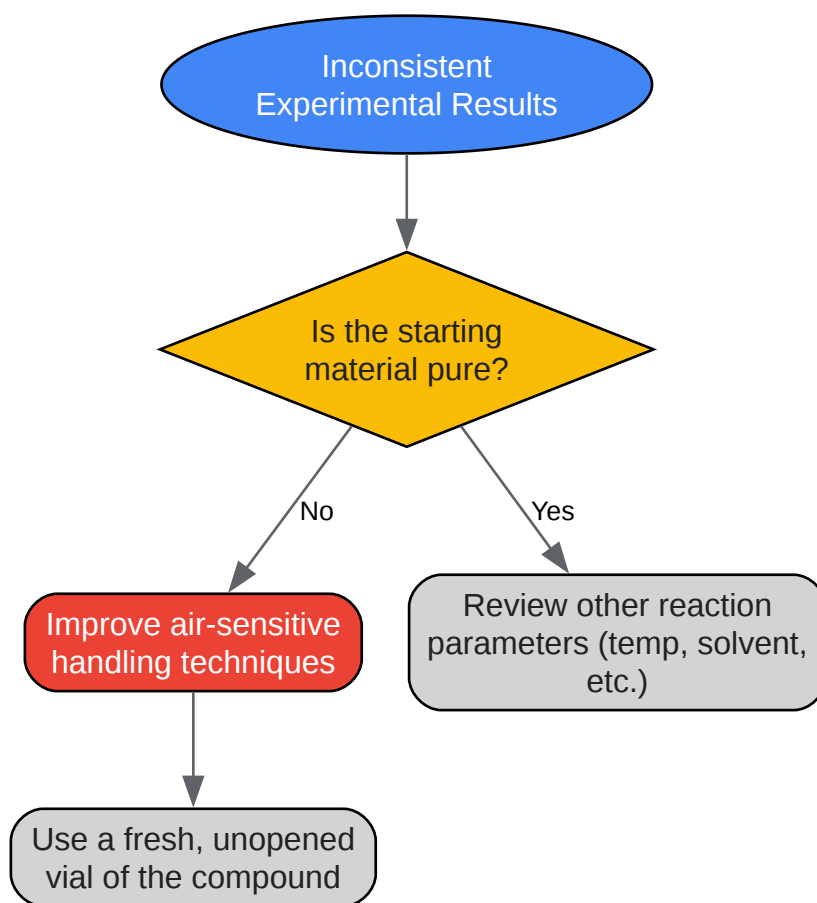 Inconsistent
Experimental Results
Is the starting
material pure?
No
Yes
Improve air-sensitive
handling techniques
Review other reaction
parameters (temp, solvent,
etc.)
Use a fresh, unopened
vial of the compound